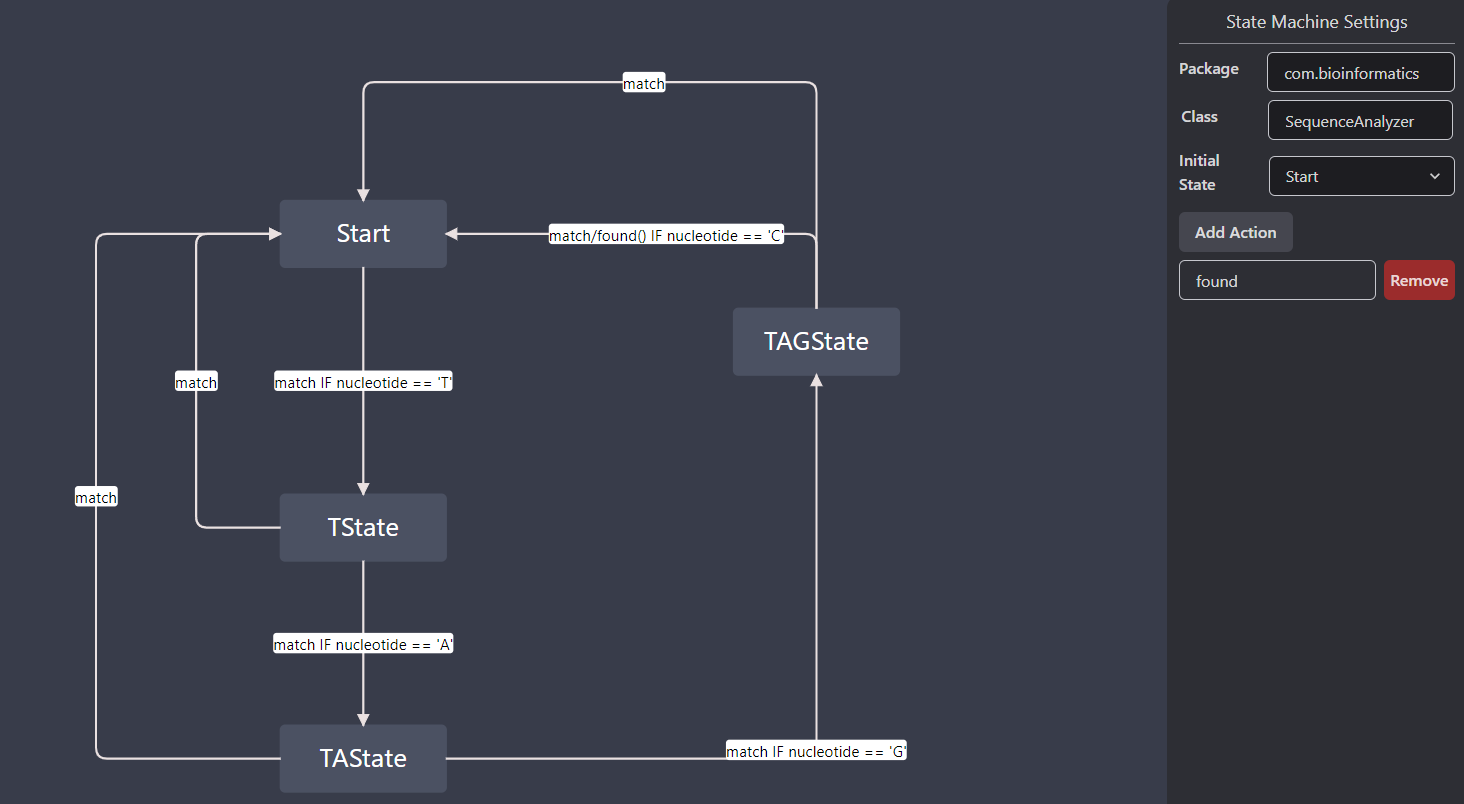 match
Start
match/found() IF nucleotide == 'C'
TAGState
match
match IF nucleotide == 'T'
match
TState
match IF nucleotide == 'A'
TAState
match IF nucleotide == 'G'
State Machine Settings
Package
com.bioinformatics
Class
SequenceAnalyzer
Initial
State
Start
Add Action
found
Remove